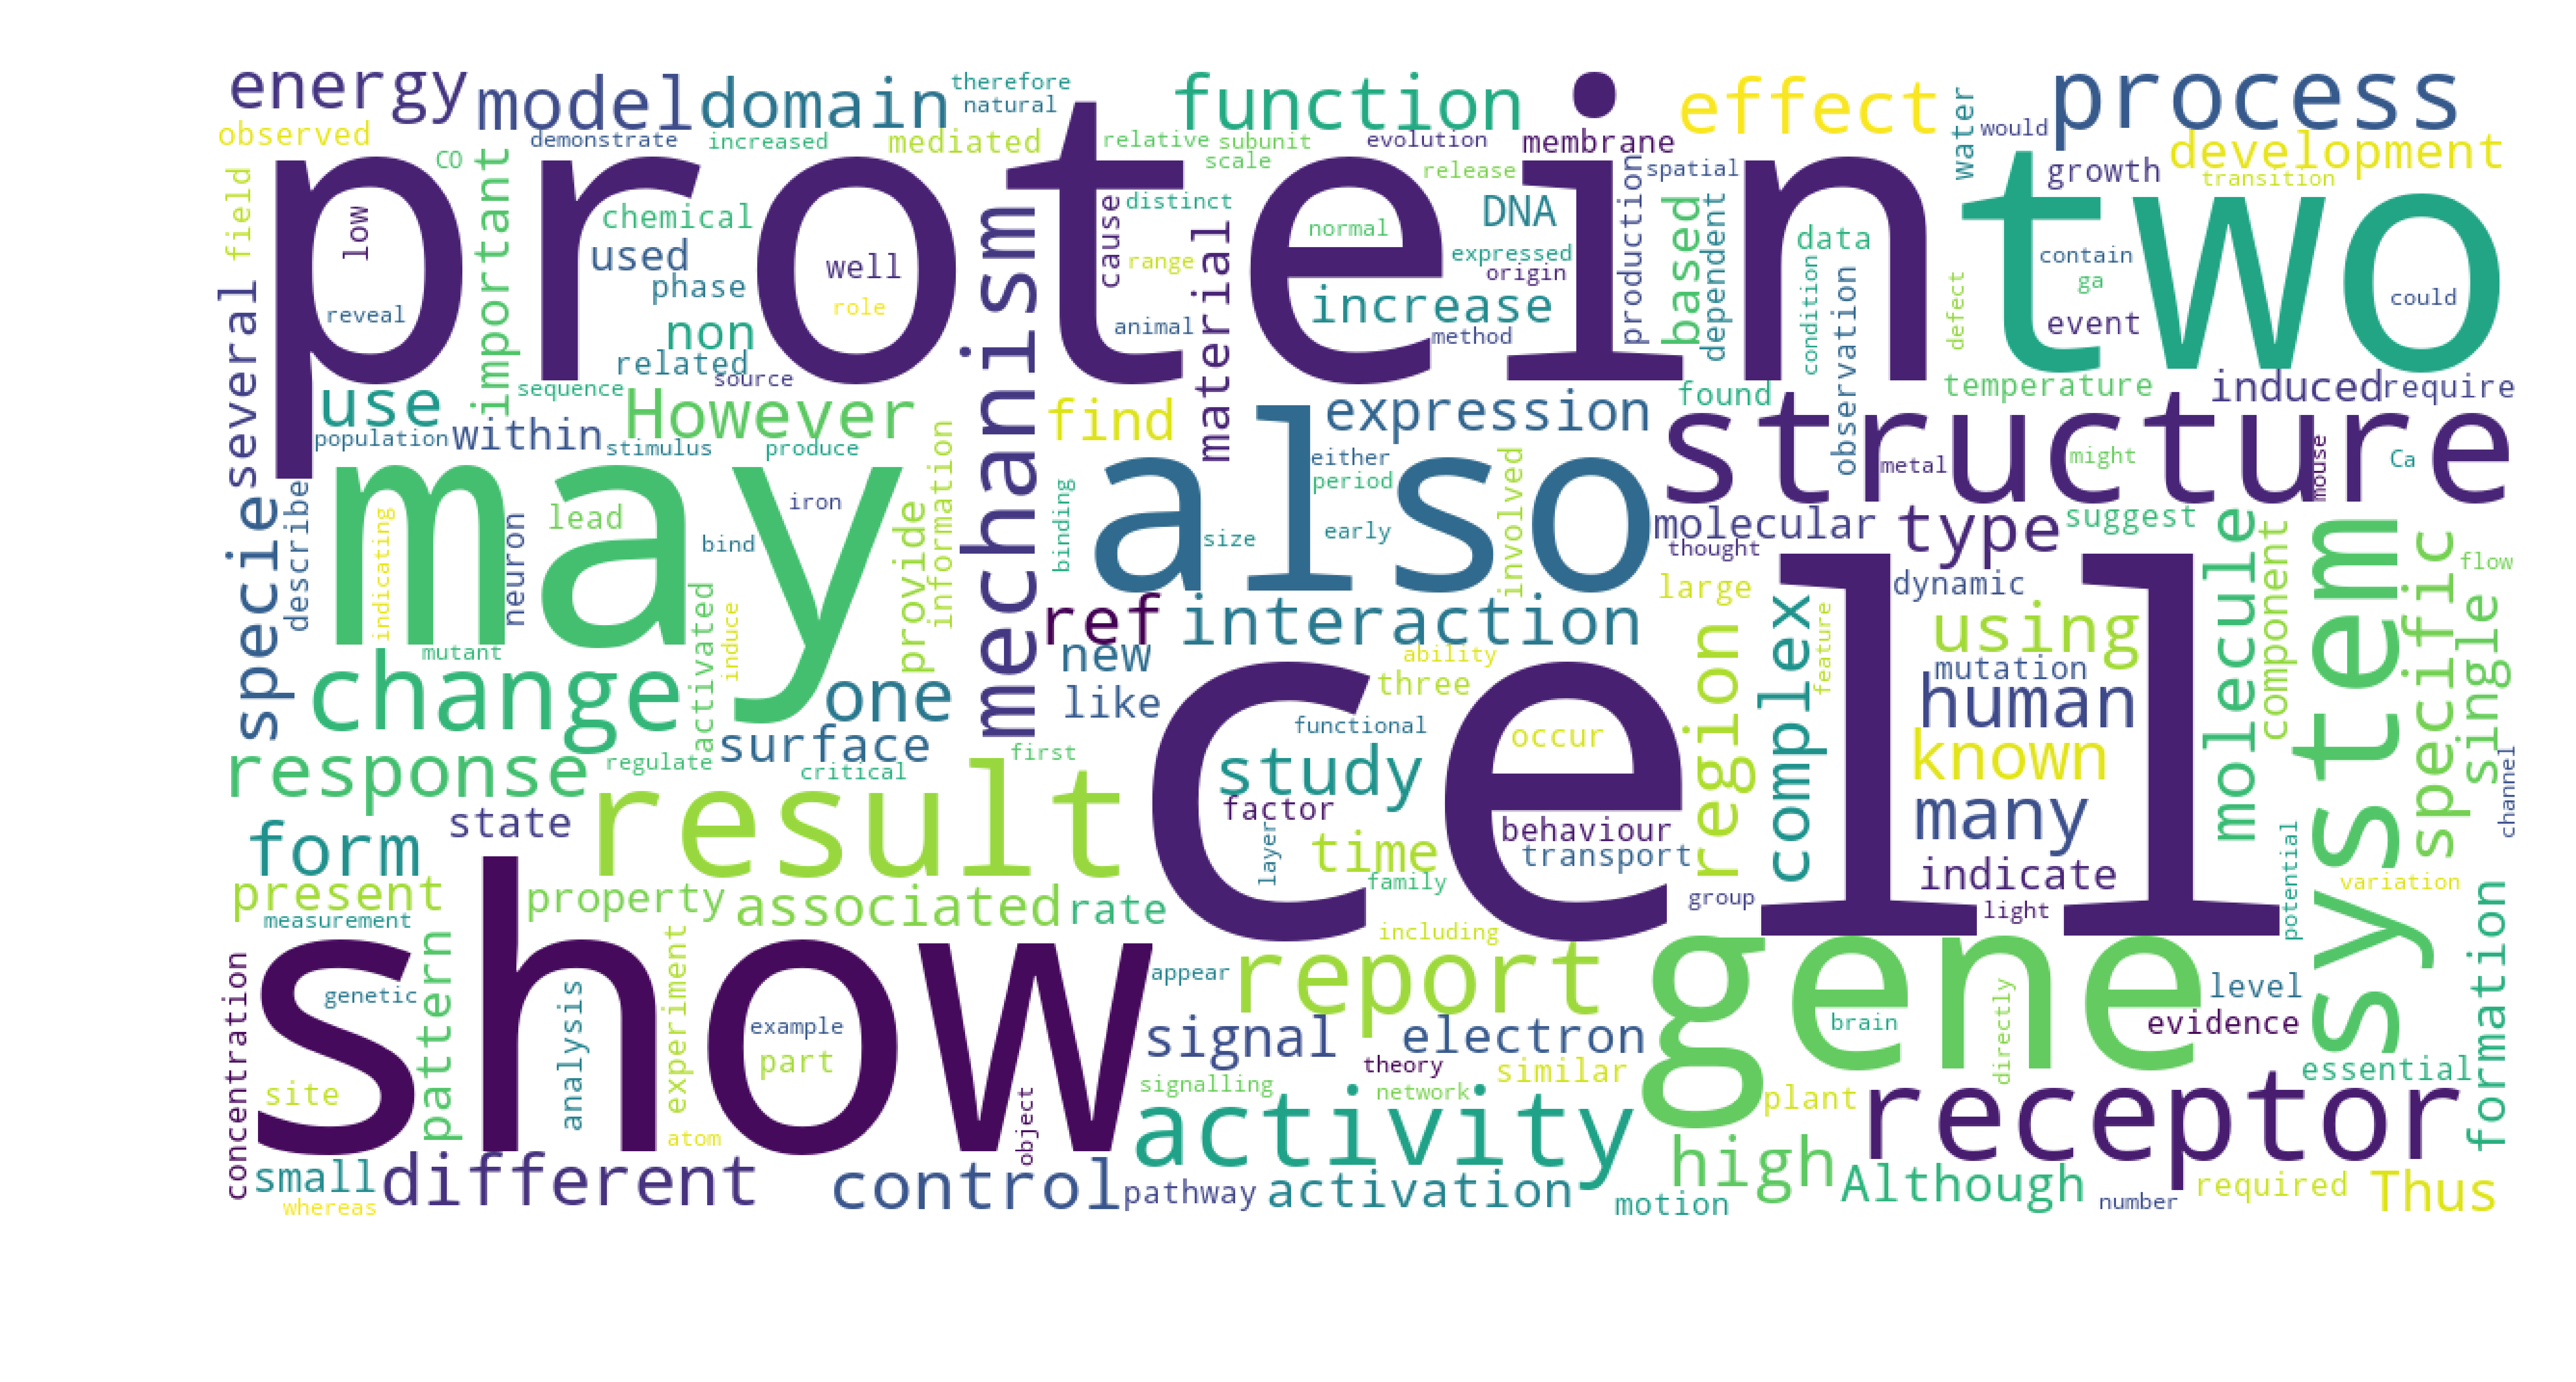 energy
model
domain
therefore
natural
function
effect
water
would
process
observed
CO
demonstrate
increased
mediated
relative
subunit
scale
evolution
release
membrane
spatial
growth
development
transition
protein
two
field
low
reveal
important
chemical
used
phase
well
role
non
related
source
sequence
mechanism
cause
distinct
range
animal
material
normal
DNA
expressed
origin
increase
method
production
based
dependent
data
condition
observation
defect
contain
ga
event
could
several
use
population
within
However
stimulus
produce
find
expression
found
temperature
induced
require
structure
may
also
information
either
period
involved
metal
might
mouse
Ca
specie
describe
indicating
neuron
lead
iron
bind
provide
binding
size
early
molecular
thought
type
suggest
molecule
component
system
specific
flow
single
channel
mutant
activated
induce
change
one
surface
ref
new
like
interaction
ability
three
functional
large
region
complex
feature
dynamic
using
mutation
human
known
many
indicate
light
cell
response
regulate
critical
first
result
study
factor
occur
behaviour
transport
layer
time
family
group
potential
variation
form
state
present
measurement
property
associated
rate
including
show
concentration
genetic
pattern
analysis
experiment
example
part
site
atom
object
appear
report
signal
electron
theory
similar
signalling
network
gene
brain
directly
level
evidence
essential
formation
activity
plant
receptor
small
whereas
different
control
pathway
activation
motion
high
Although
number
required
Thus